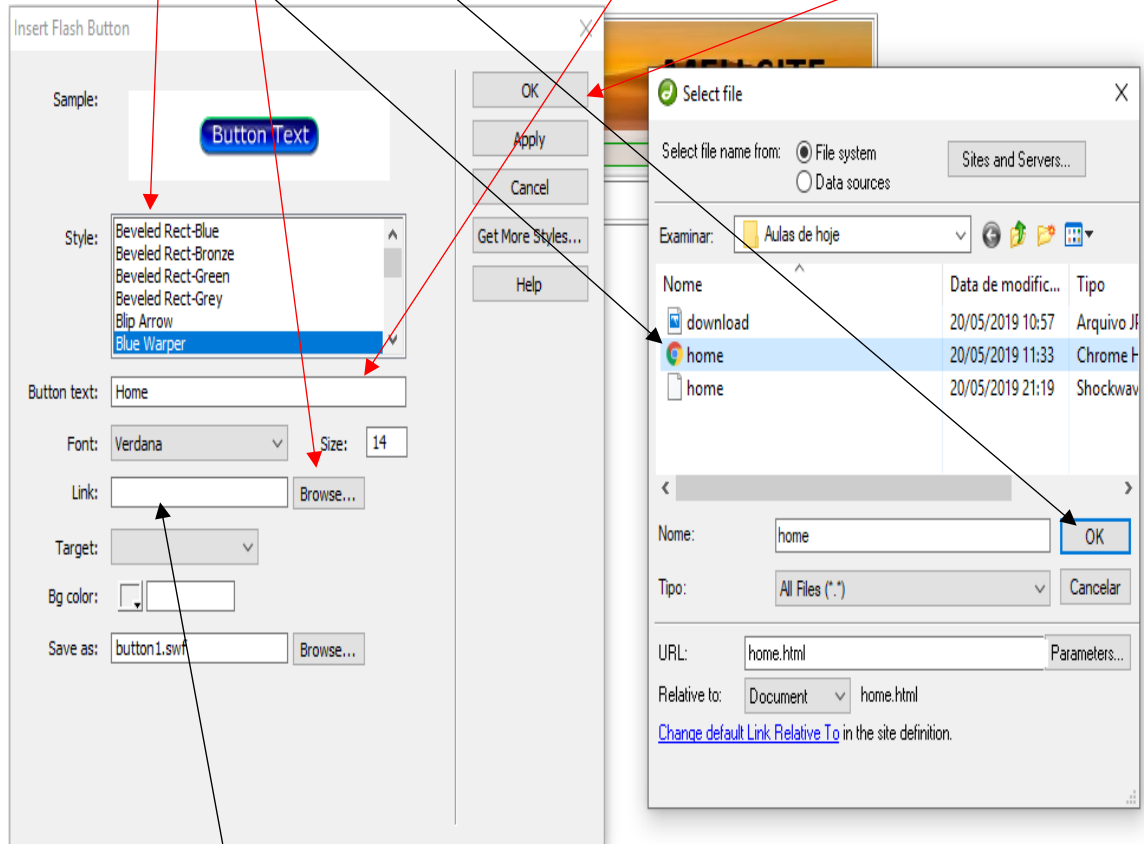 Insert Flash Button
Sample:
Button Text
Style:
Beveled Rect-Blue
Beveled Rect-Bronze
Beveled Rect-Green
Beveled Rect-Grey
Blip Arrow
Blue Warper
Button text: Home
Font: Verdana Size: 14
Link: Browse...
Target:
Bg color:
Save as: button1.swf Browse...
OK
Apply
Cancel
Get More Styles...
Help
Select file
Select file name from: File system
Data sources
Sites and Servers...
Examinar: Aulas de hoje
Nome Data de modific... Tipo
download 20/05/2019 10:57 Arquivo
home 20/05/2019 11:33 Chrome H
home 20/05/2019 21:19 Shockwav
Nome: home OK
Tipo: All Files (*.*) Cancelar
URL: home.html Parameters...
Relative to: Document home.html
Change default Link Relative To in the site definition.